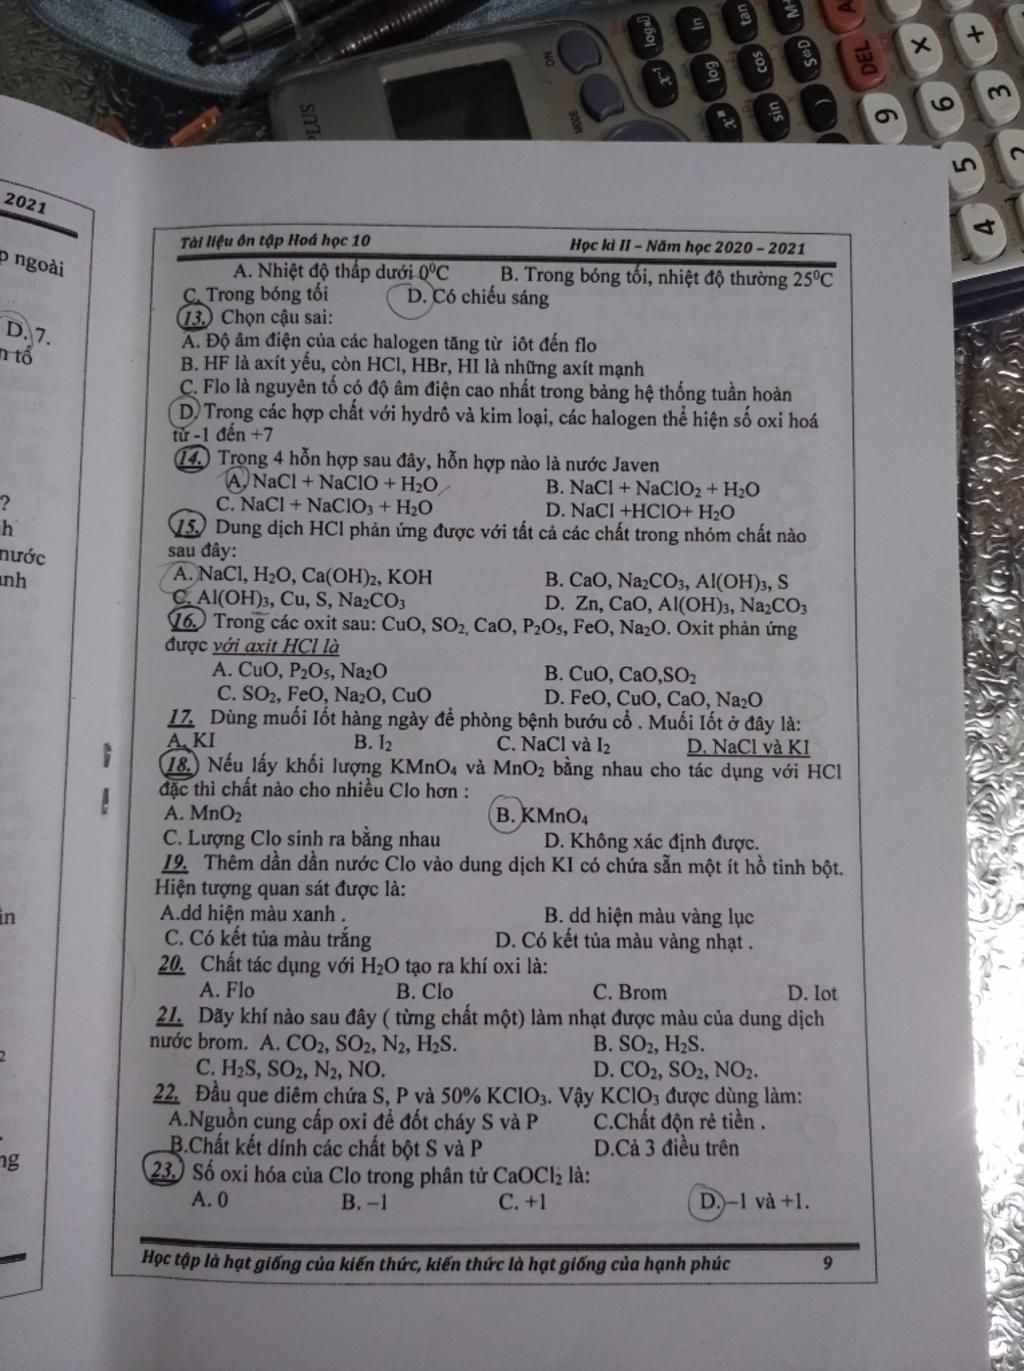 PLUS
ON
MODE
log
ln
tan
M+
x⁻¹
log
cos
S⇔D
DEL
sin
)
9
×
6
+
3
5
4
2021
p ngoài
D. 7.
n tố
?
h
nước
ánh
ìn
2
ng
Tài liệu ôn tập Hoá học 10 Học kì II – Năm học 2020 – 2021
A. Nhiệt độ thấp dưới 0⁰C B. Trong bóng tối, nhiệt độ thường 25⁰C
C. Trong bóng tối D. Có chiếu sáng
13. Chọn cậu sai:
A. Độ âm điện của các halogen tăng từ iôt đến flo
B. HF là axít yếu, còn HCl, HBr, HI là những axít mạnh
C. Flo là nguyên tố có độ âm điện cao nhất trong bảng hệ thống tuần hoàn
D. Trong các hợp chất với hydrô và kim loại, các halogen thể hiện số oxi hoá
từ -1 đến +7
14. Trong 4 hỗn hợp sau đây, hỗn hợp nào là nước Javen
A. NaCl + NaClO + H₂O B. NaCl + NaClO₂ + H₂O
C. NaCl + NaClO₃ + H₂O D. NaCl +HClO+ H₂O
15. Dung dịch HCl phản ứng được với tất cả các chất trong nhóm chất nào
sau đây:
A. NaCl, H₂O, Ca(OH)₂, KOH B. CaO, Na₂CO₃, Al(OH)₃, S
C. Al(OH)₃, Cu, S, Na₂CO₃ D. Zn, CaO, Al(OH)₃, Na₂CO₃
16. Trong các oxit sau: CuO, SO₂, CaO, P₂O₅, FeO, Na₂O. Oxit phản ứng
được với axit HCl là
A. CuO, P₂O₅, Na₂O B. CuO, CaO,SO₂
C. SO₂, FeO, Na₂O, CuO D. FeO, CuO, CaO, Na₂O
17. Dùng muối Iốt hàng ngày để phòng bệnh bướu cổ . Muối Iốt ở đây là:
A. KI B. I₂ C. NaCl và I₂ D. NaCl và KI
18. Nếu lấy khối lượng KMnO₄ và MnO₂ bằng nhau cho tác dụng với HCl
đặc thì chất nào cho nhiều Clo hơn :
A. MnO₂ B. KMnO₄
C. Lượng Clo sinh ra bằng nhau D. Không xác định được.
19. Thêm dần dần nước Clo vào dung dịch KI có chứa sẵn một ít hồ tinh bột.
Hiện tượng quan sát được là:
A.dd hiện màu xanh . B. dd hiện màu vàng lục
C. Có kết tủa màu trắng D. Có kết tủa màu vàng nhạt .
20. Chất tác dụng với H₂O tạo ra khí oxi là:
A. Flo B. Clo C. Brom D. Iot
21. Dãy khí nào sau đây ( từng chất một) làm nhạt được màu của dung dịch
nước brom. A. CO₂, SO₂, N₂, H₂S. B. SO₂, H₂S.
C. H₂S, SO₂, N₂, NO. D. CO₂, SO₂, NO₂.
22. Đầu que diêm chứa S, P và 50% KClO₃. Vậy KClO₃ được dùng làm:
A.Nguồn cung cấp oxi để đốt cháy S và P C.Chất độn rẻ tiền .
B.Chất kết dính các chất bột S và P D.Cả 3 điều trên
23. Số oxi hóa của Clo trong phân tử CaOCl₂ là:
A. 0 B. –1 C. +1 D. –1 và +1.
Học tập là hạt giống của kiến thức, kiến thức là hạt giống của hạnh phúc 9